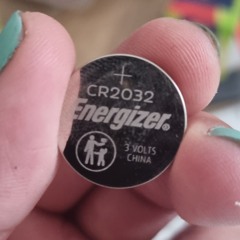 +
CR2032
Energizer®
3 VOLTS
CHINA